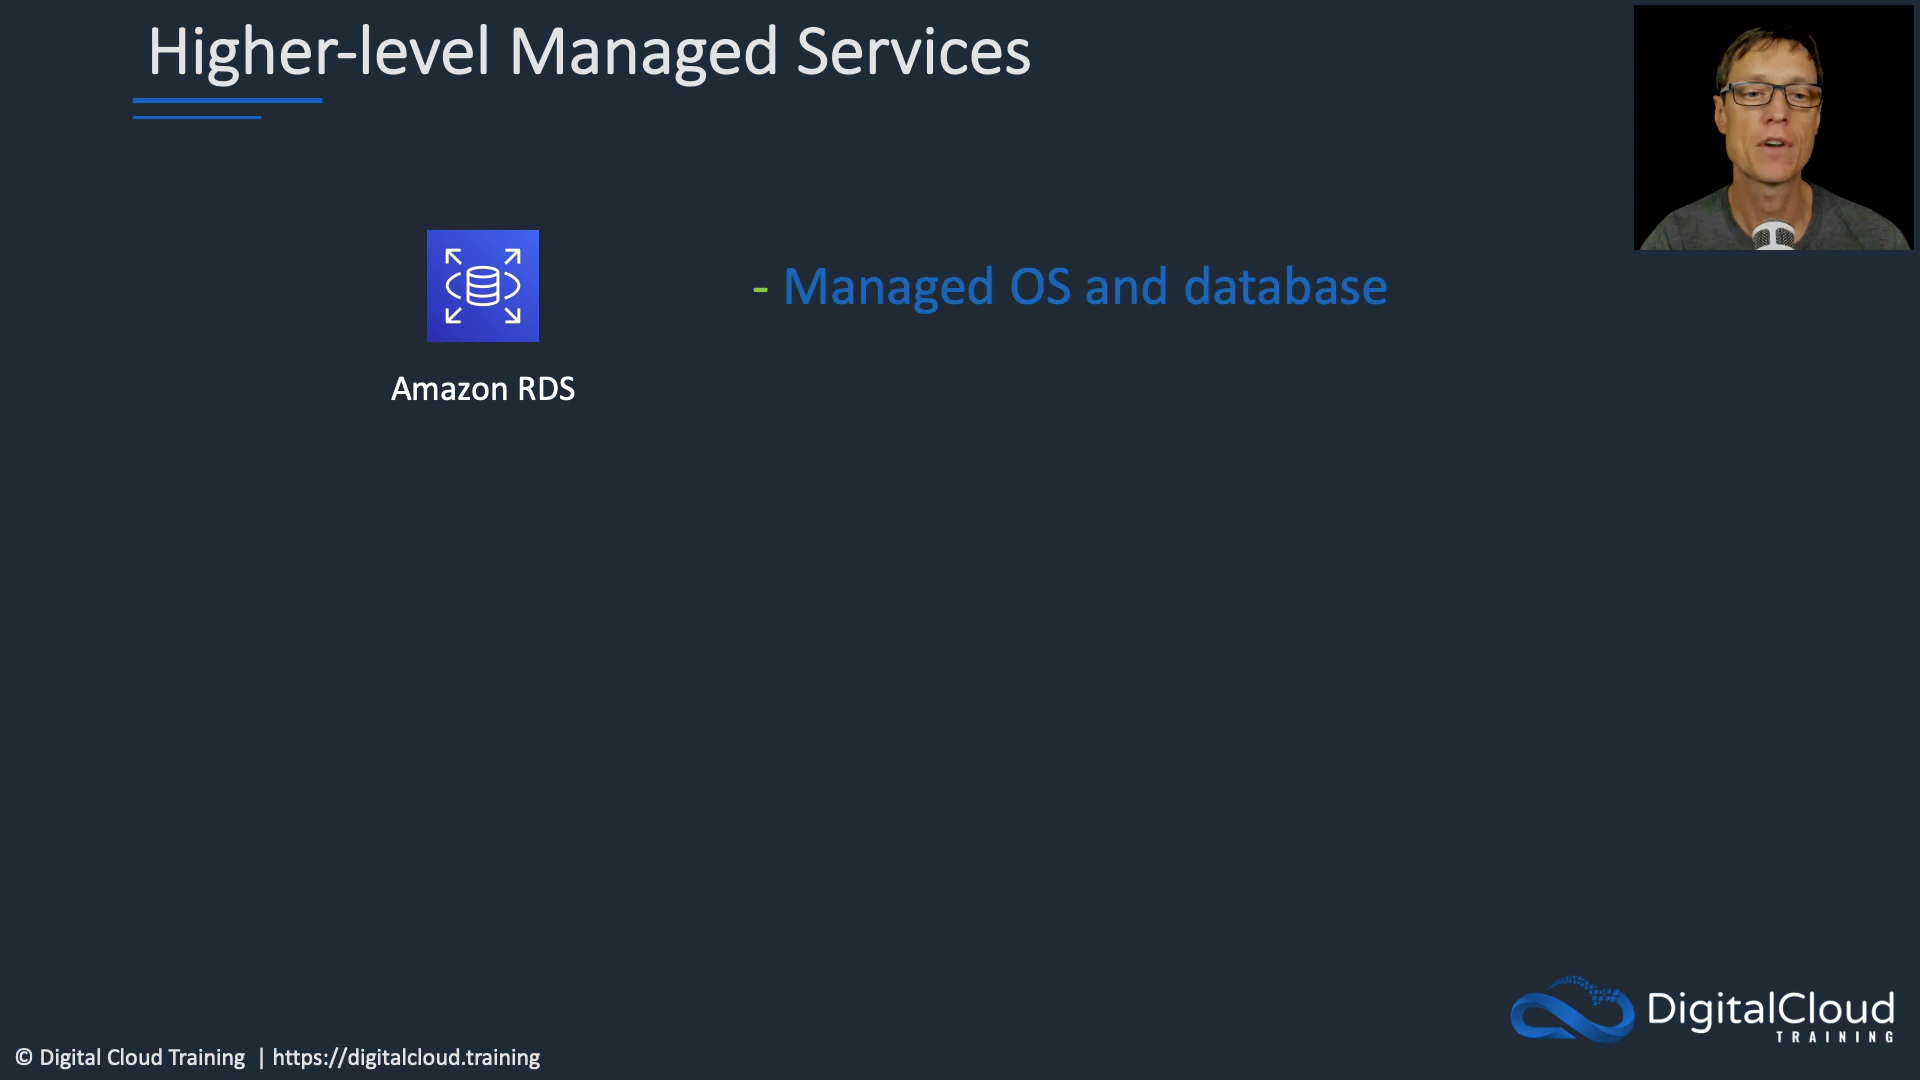 Higher-level Managed Services
- Managed OS and database
Amazon RDS
DigitalCloud
TRAINING
© Digital Cloud Training | https://digitalcloud.training